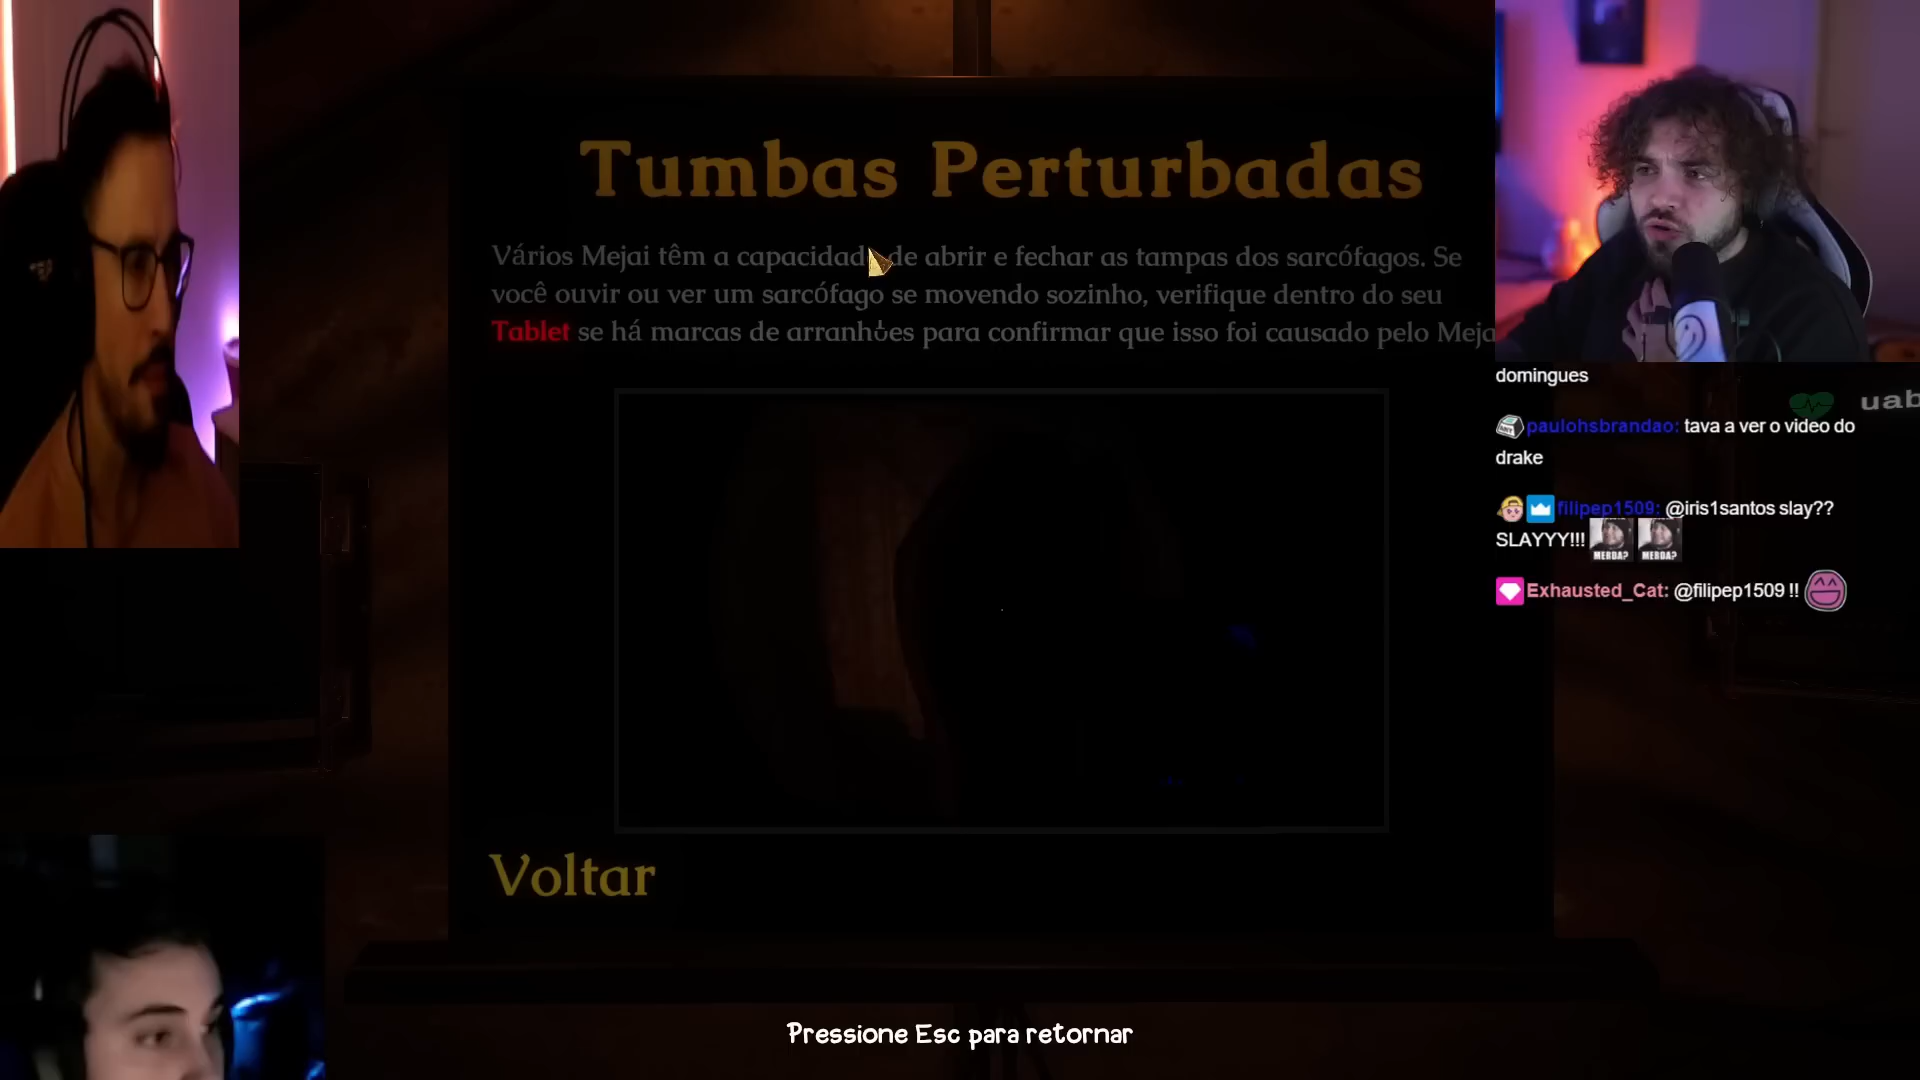 Tumbas Perturbadas
Vários Mejai têm a capacidade de abrir e fechar as tampas dos sarcófagos. Se
você ouvir ou ver um sarcófago se movendo sozinho, verifique dentro do seu
Tablet se há marcas de arranhões para confirmar que isso foi causado pelo Meja
Voltar
Pressione Esc para retornar
domingues
uab
paulohsbrandao: tava a ver o video do
drake
filipep1509: @iris1santos slay??
SLAYYY!!! MERDA? MERDA?
Exhausted_Cat: @filipep1509 !!